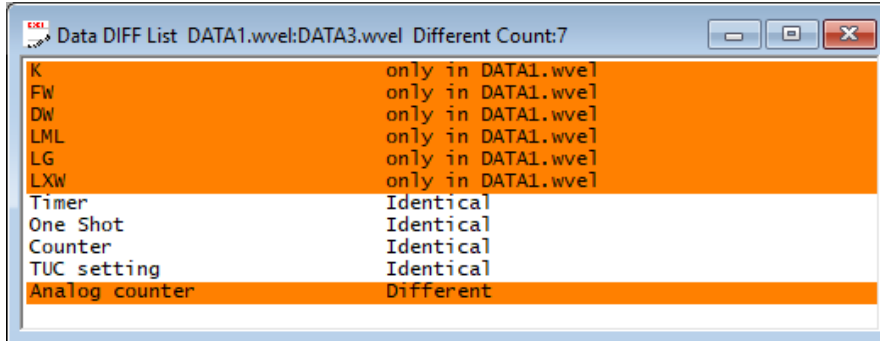 Data DIFF List DATA1.wvel:DATA3.wvel Different Count:7
K only in DATA1.wvel
FW only in DATA1.wvel
DW only in DATA1.wvel
LML only in DATA1.wvel
LG only in DATA1.wvel
LXW only in DATA1.wvel
Timer Identical
One Shot Identical
Counter Identical
TUC setting Identical
Analog counter Different